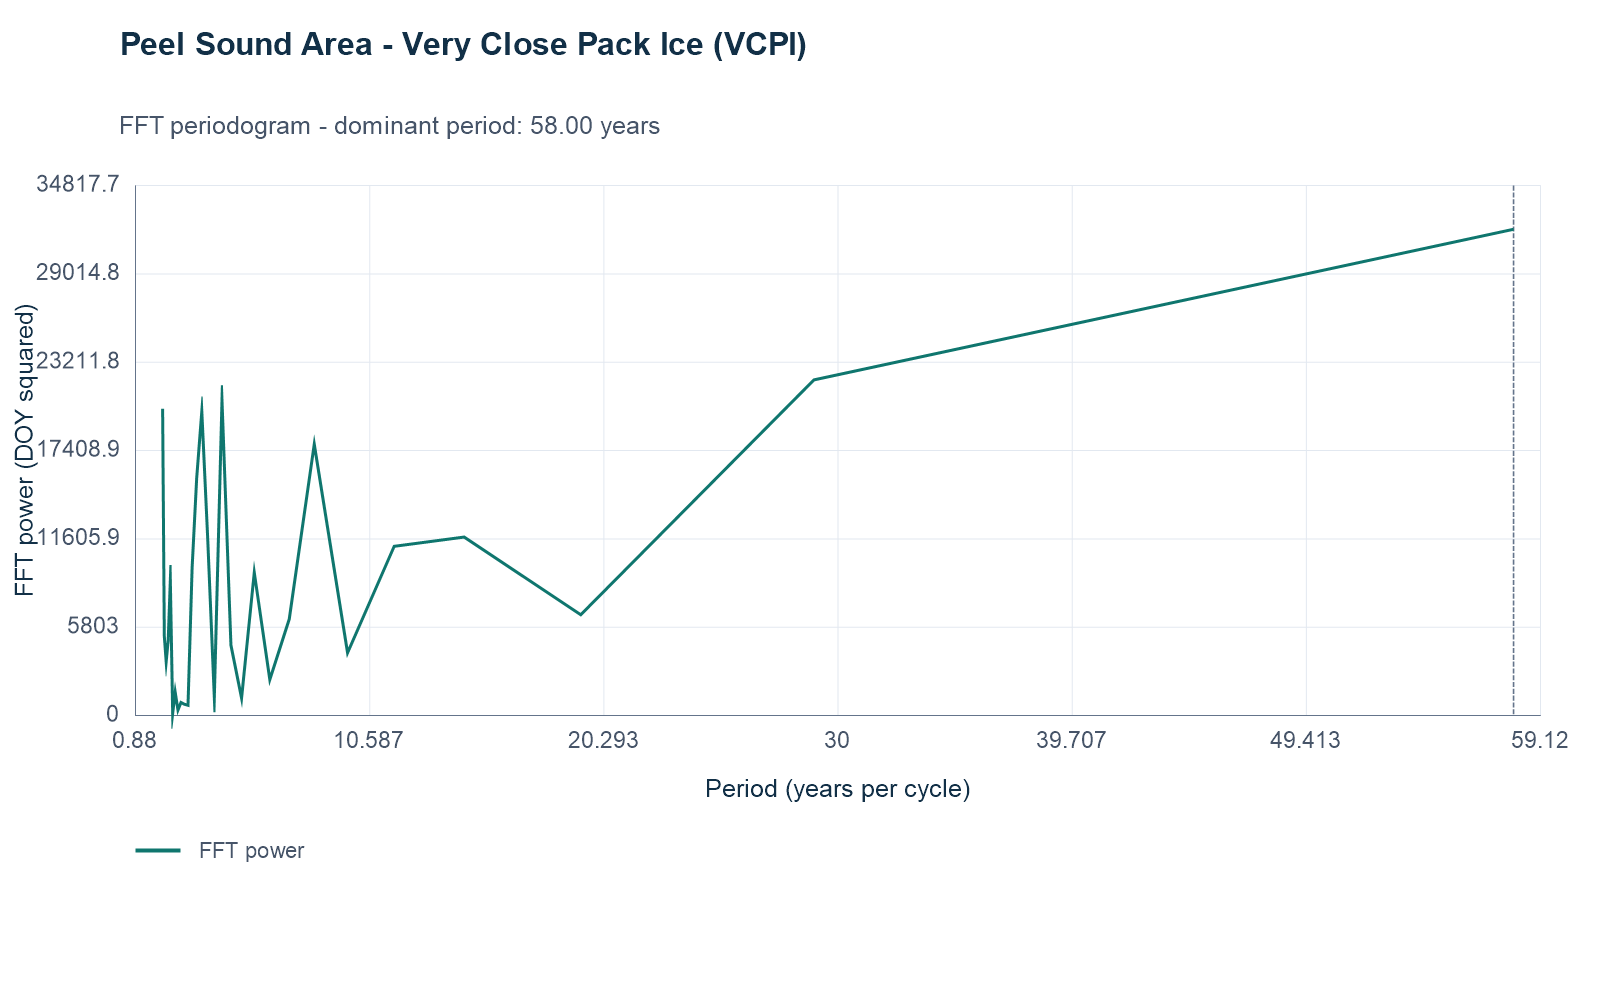 Peel Sound Area - Very Close Pack Ice (VCPI)
FFT periodogram - dominant period: 58.00 years
34817.7
29014.8
23211.8
17408.9
11605.9
5803
0
FFT power (DOY squared)
0.88 10.587 20.293 30 39.707 49.413 59.12
Period (years per cycle)
FFT power